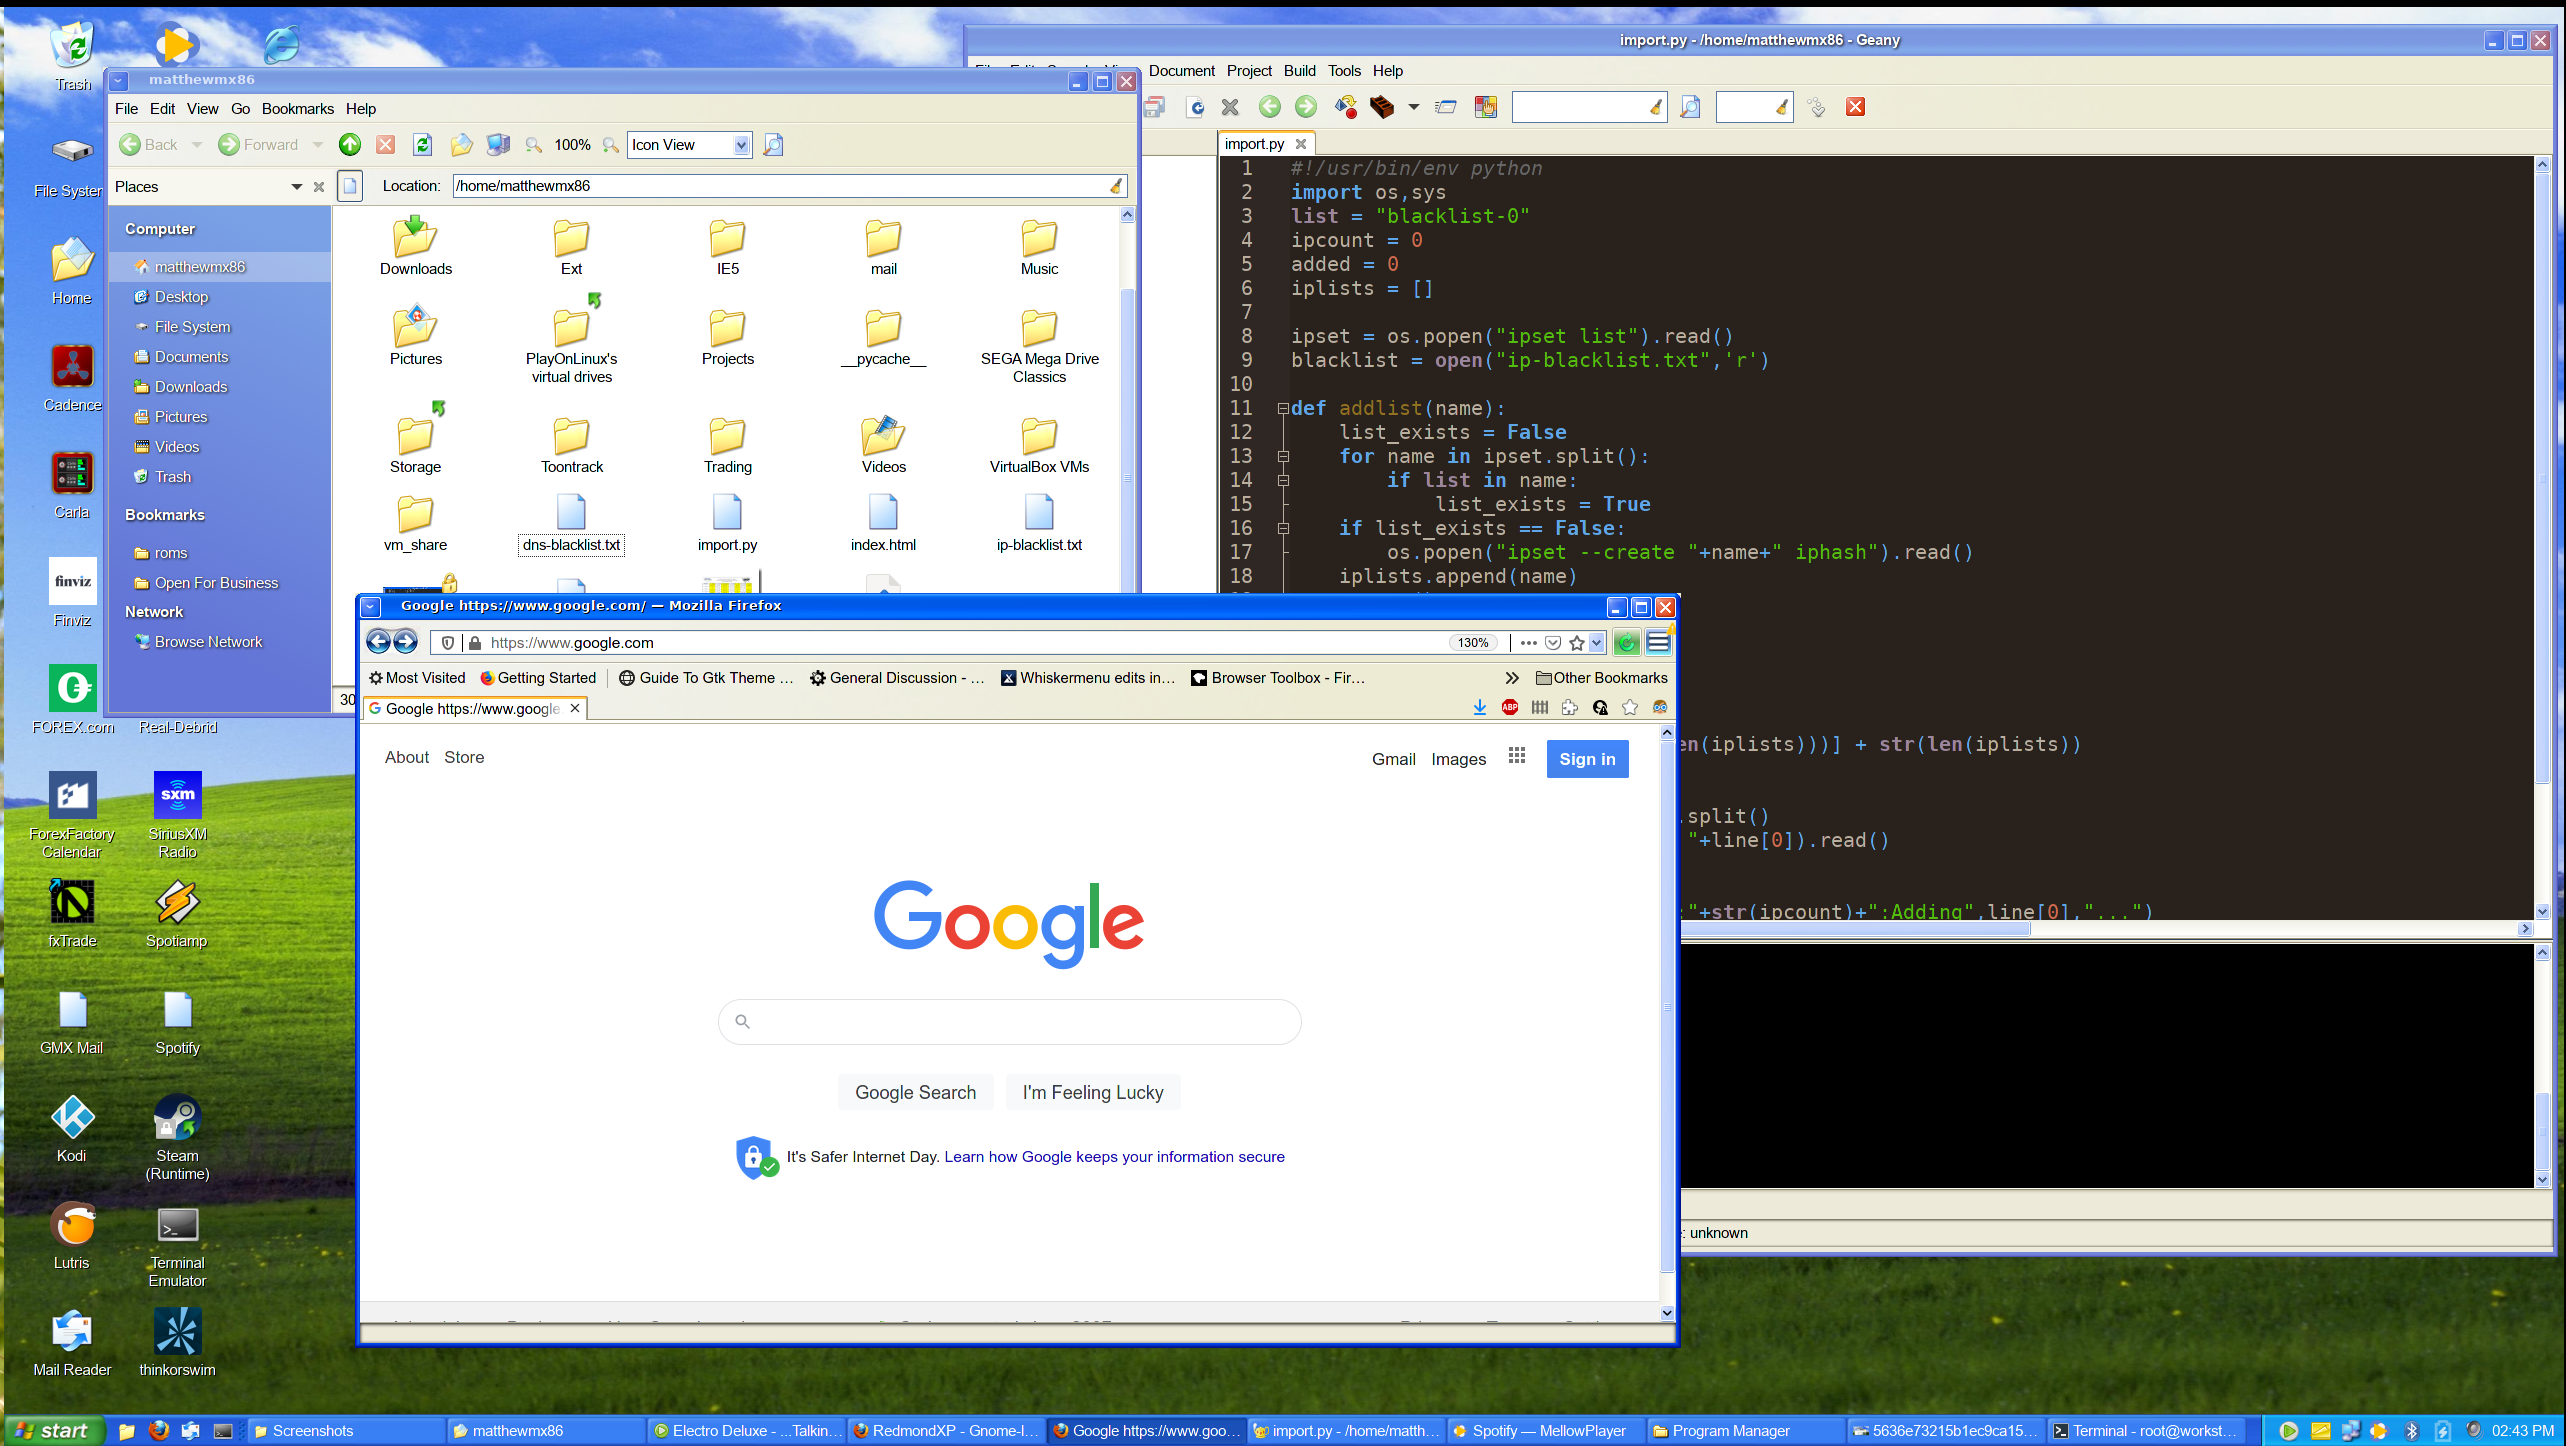 Trash
File System
Home
Cadence
Carla
finviz
Finviz
FOREX.com
Real-Debrid
ForexFactory
Calendar
sxm
SiriusXM
Radio
fxTrade
Spotiamp
GMX Mail
Spotify
Kodi
Steam
(Runtime)
Lutris
Terminal
Emulator
Mail Reader
thinkorswim
matthewmx86
File Edit View Go Bookmarks Help
Back Forward 100% Icon View
Places
Location: /home/matthewmx86
Computer
matthewmx86
Desktop
File System
Documents
Downloads
Pictures
Videos
Trash
Bookmarks
roms
Open For Business
Network
Browse Network
Downloads Ext IE5 mail Music
Pictures PlayOnLinux's virtual drives Projects __pycache__ SEGA Mega Drive Classics
Storage Toontrack Trading Videos VirtualBox VMs
vm_share dns-blacklist.txt import.py index.html ip-blacklist.txt
30
import.py - /home/matthewmx86 - Geany
Document Project Build Tools Help
import.py
1 #!/usr/bin/env python
2 import os,sys
3 list = "blacklist-0"
4 ipcount = 0
5 added = 0
6 iplists = []
7
8 ipset = os.popen("ipset list").read()
9 blacklist = open("ip-blacklist.txt",'r')
10
11 def addlist(name):
12 list_exists = False
13 for name in ipset.split():
14 if list in name:
15 list_exists = True
16 if list_exists == False:
17 os.popen("ipset --create "+name+" iphash").read()
18 iplists.append(name)
en(iplists)))] + str(len(iplists))
.split()
"+line[0]).read()
"+str(ipcount)+":Adding",line[0],"...")
: unknown
Google https://www.google.com/ — Mozilla Firefox
https://www.google.com 130%
Most Visited Getting Started Guide To Gtk Theme ... General Discussion - ... Whiskermenu edits in... Browser Toolbox - Fir... Other Bookmarks
Google https://www.google
ABP
About Store
Gmail Images Sign in
Google
Google Search I'm Feeling Lucky
It's Safer Internet Day. Learn how Google keeps your information secure
start
Screenshots
matthewmx86
Electro Deluxe - ...Talkin...
RedmondXP - Gnome-l...
Google https://www.goo...
import.py - /home/matth...
Spotify — MellowPlayer
Program Manager
5636e73215b1ec9ca15...
Terminal - root@workst...
02:43 PM